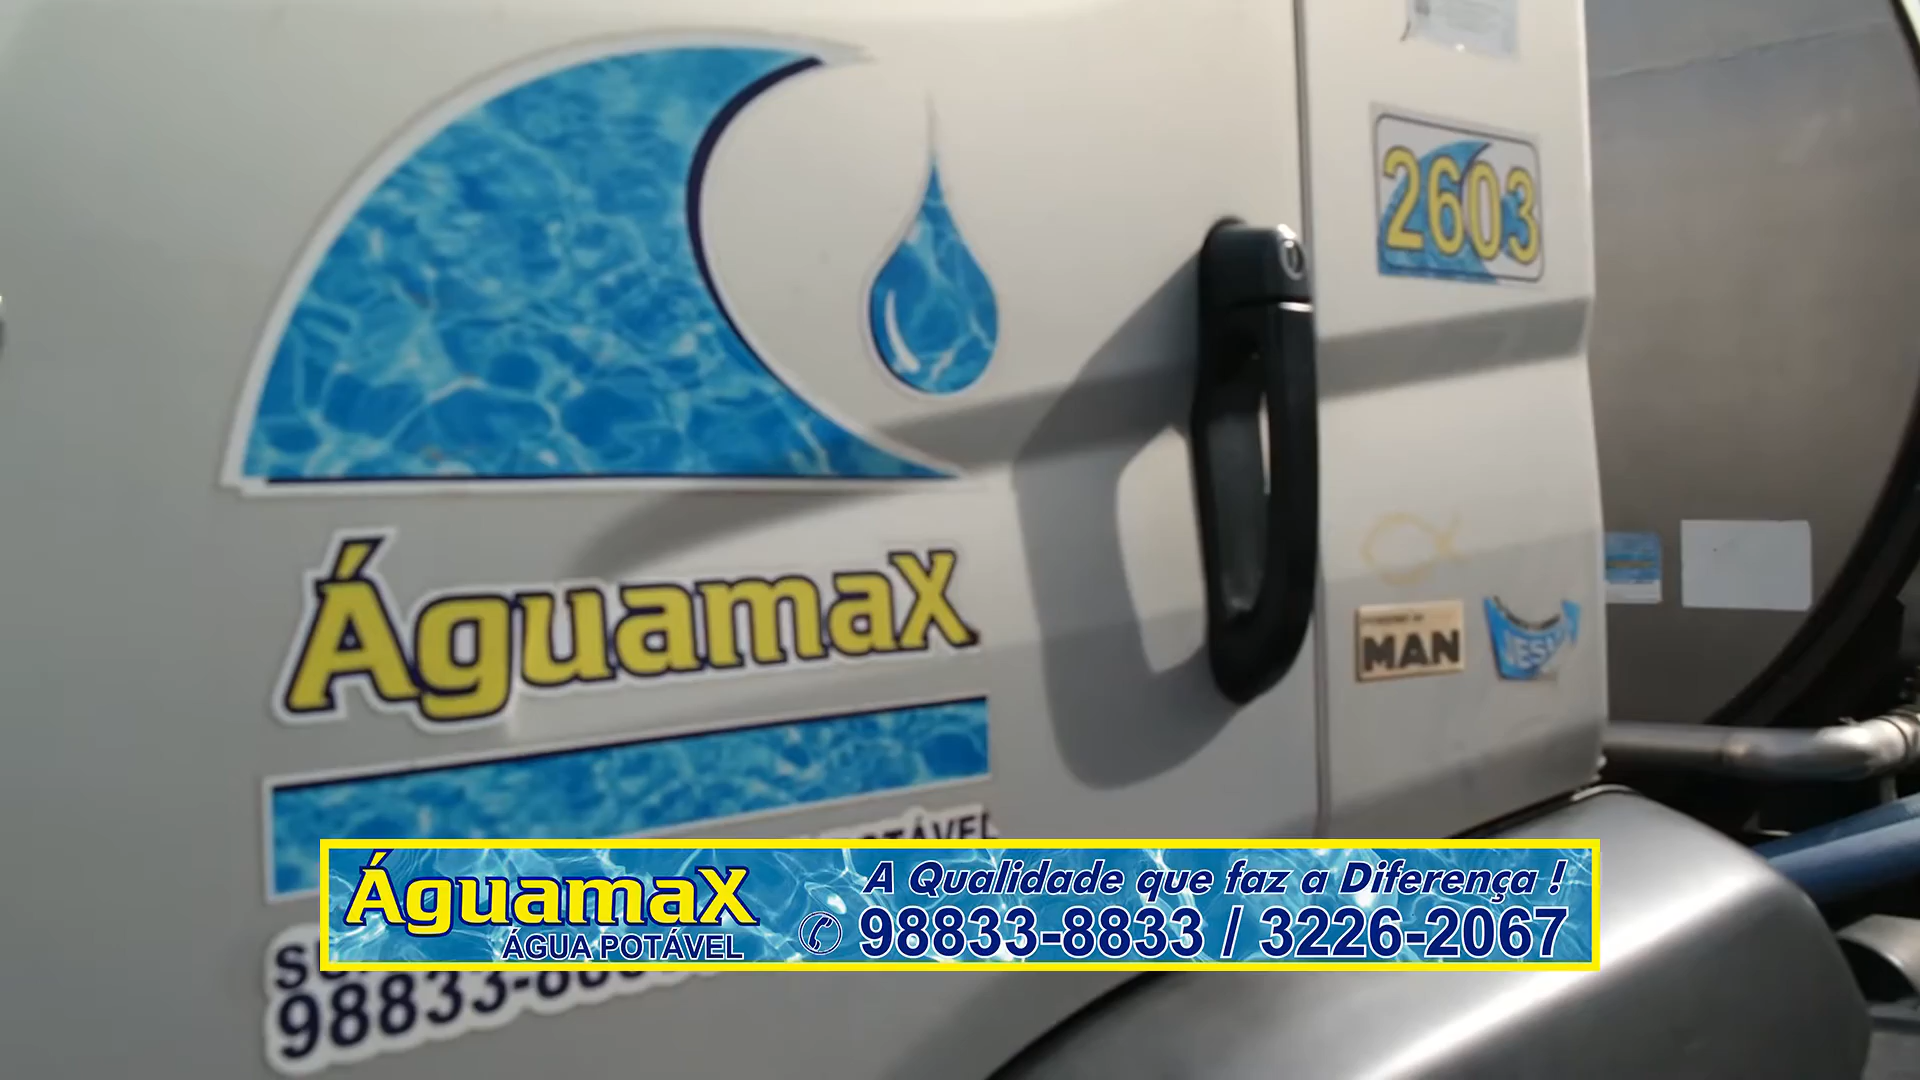 2603
MAN
ÁguamaX
ÁguamaX
ÁGUA POTÁVEL
A Qualidade que faz a Diferença !
98833-8833 / 3226-2067